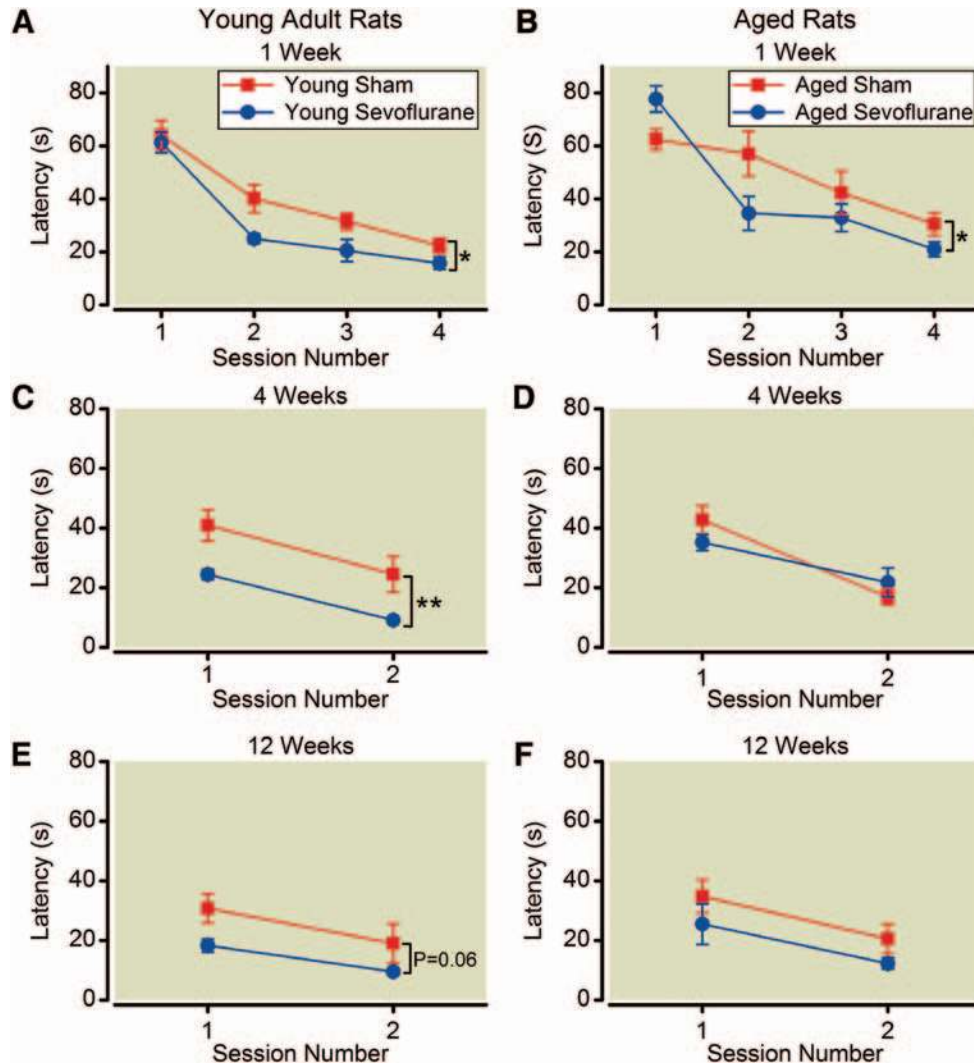 A
Young Adult Rats
1 Week
Young Sham
Young Sevoflurane
Latency (s)
80
60
40
20
0
*
1 2 3 4
Session Number
B
Aged Rats
1 Week
Aged Sham
Aged Sevoflurane
Latency (S)
80
60
40
20
0
*
1 2 3 4
Session Number
C
4 Weeks
Latency (s)
80
60
40
20
0
**
1 2
Session Number
D
4 Weeks
Latency (s)
80
60
40
20
0
1 2
Session Number
E
12 Weeks
Latency (s)
80
60
40
20
0
P=0.06
1 2
Session Number
F
12 Weeks
Latency (s)
80
60
40
20
0
1 2
Session Number